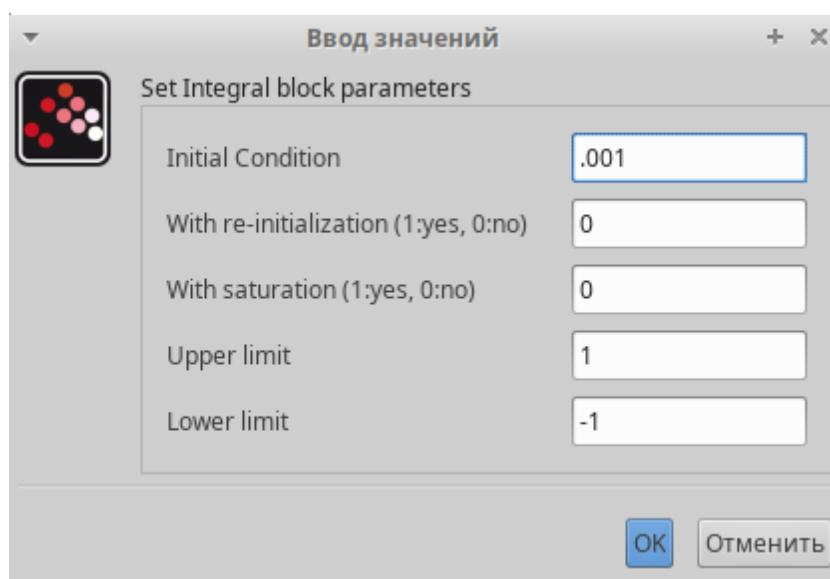 Ввод значений
Set Integral block parameters
Initial Condition .001
With re-initialization (1:yes, 0:no) 0
With saturation (1:yes, 0:no) 0
Upper limit 1
Lower limit -1
OK Отменить